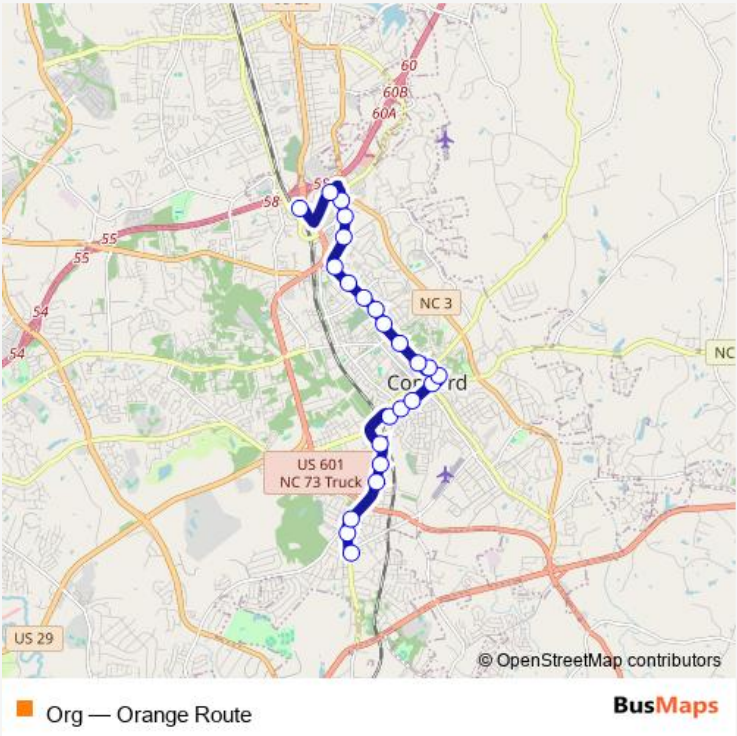 60
60B
60A
58
58
55
55
NC 3
54
54
NC
Concord
US 601
NC 73 Truck
US 29
© OpenStreetMap contributors
Org — Orange Route
BusMaps